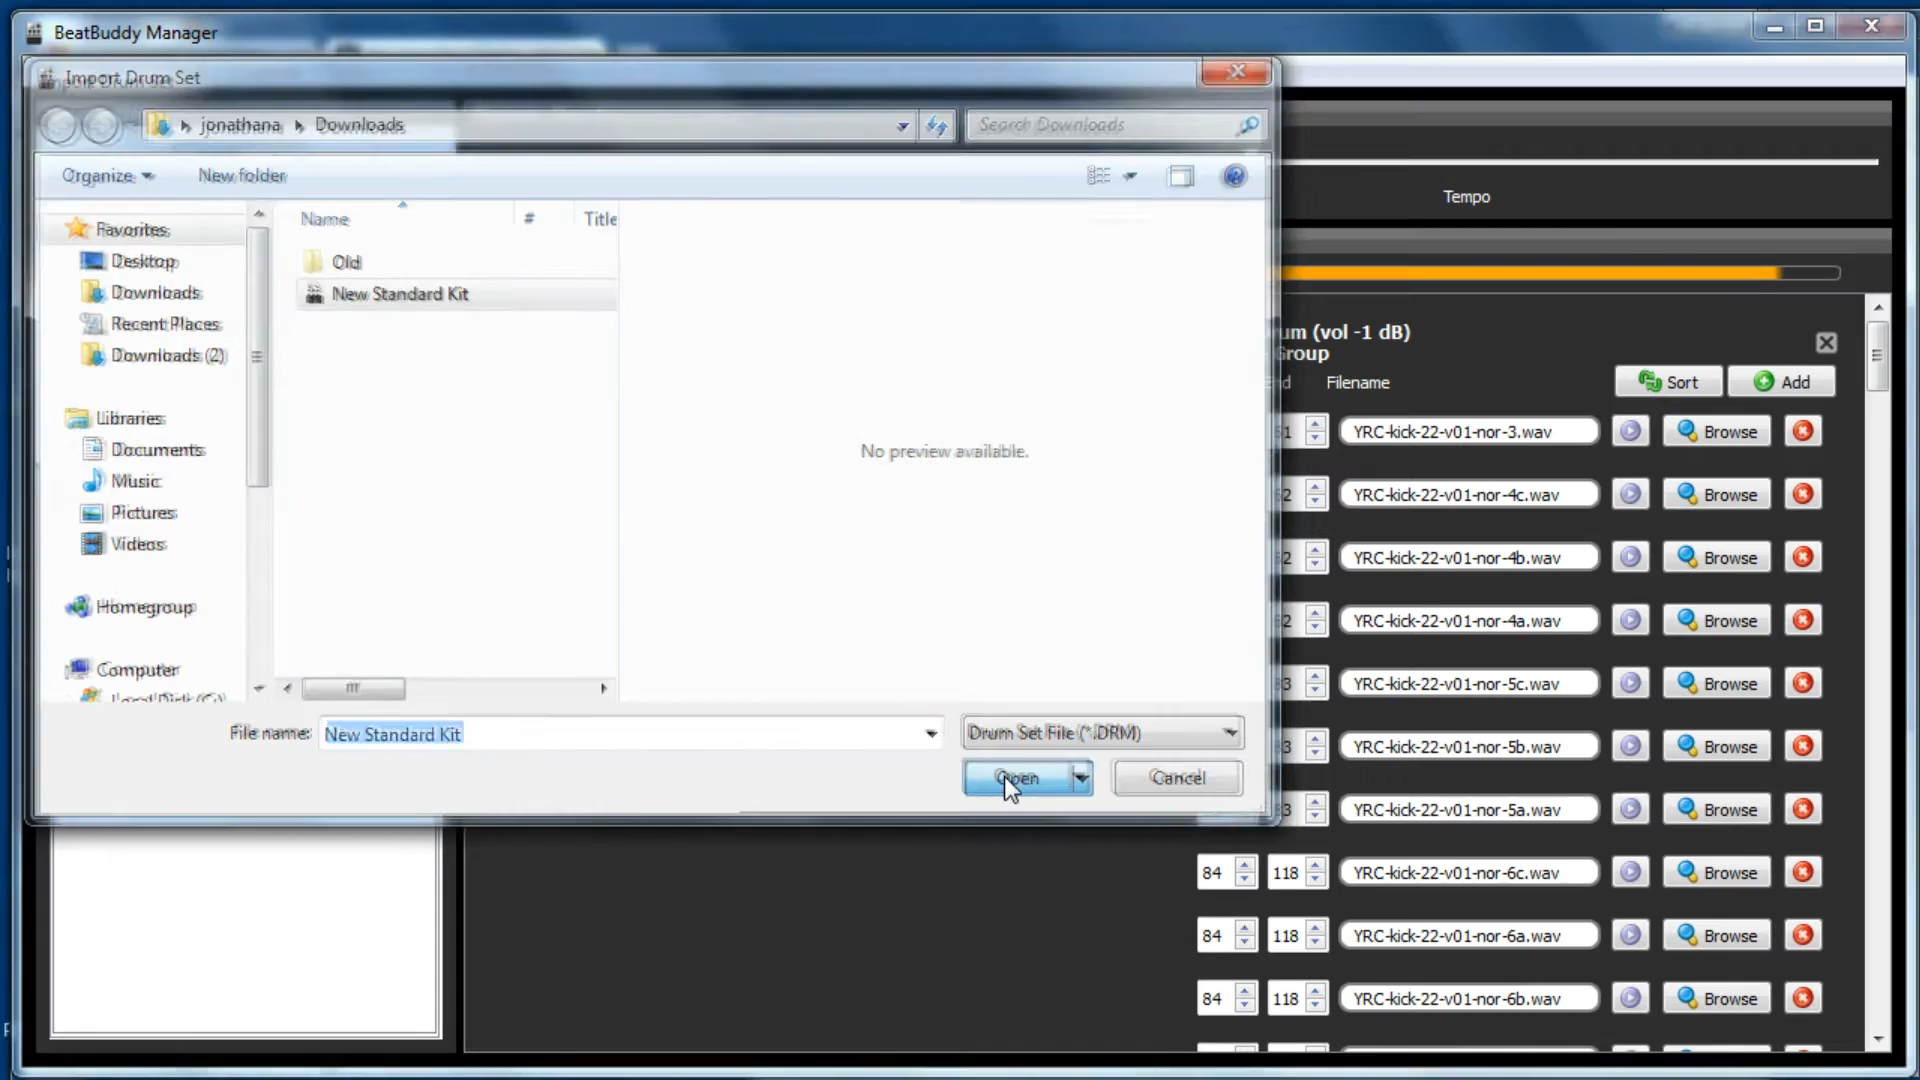 BeatBuddy Manager
Import Drum Set
jonathana Downloads
Search Downloads
Organize New folder
Name # Title
Favorites
Desktop
Downloads
Recent Places
Downloads (2)
Libraries
Documents
Music
Pictures
Videos
Homegroup
Computer
Local Disk (C:)
Old
New Standard Kit
No preview available.
File name: New Standard Kit
Drum Set File (*.DRM)
Open Cancel
Tempo
(vol -1 dB)
Group
Filename Sort Add
YRC-kick-22-v01-nor-3.wav Browse
YRC-kick-22-v01-nor-4c.wav Browse
YRC-kick-22-v01-nor-4b.wav Browse
YRC-kick-22-v01-nor-4a.wav Browse
YRC-kick-22-v01-nor-5c.wav Browse
YRC-kick-22-v01-nor-5b.wav Browse
YRC-kick-22-v01-nor-5a.wav Browse
84 118 YRC-kick-22-v01-nor-6c.wav Browse
84 118 YRC-kick-22-v01-nor-6a.wav Browse
84 118 YRC-kick-22-v01-nor-6b.wav Browse